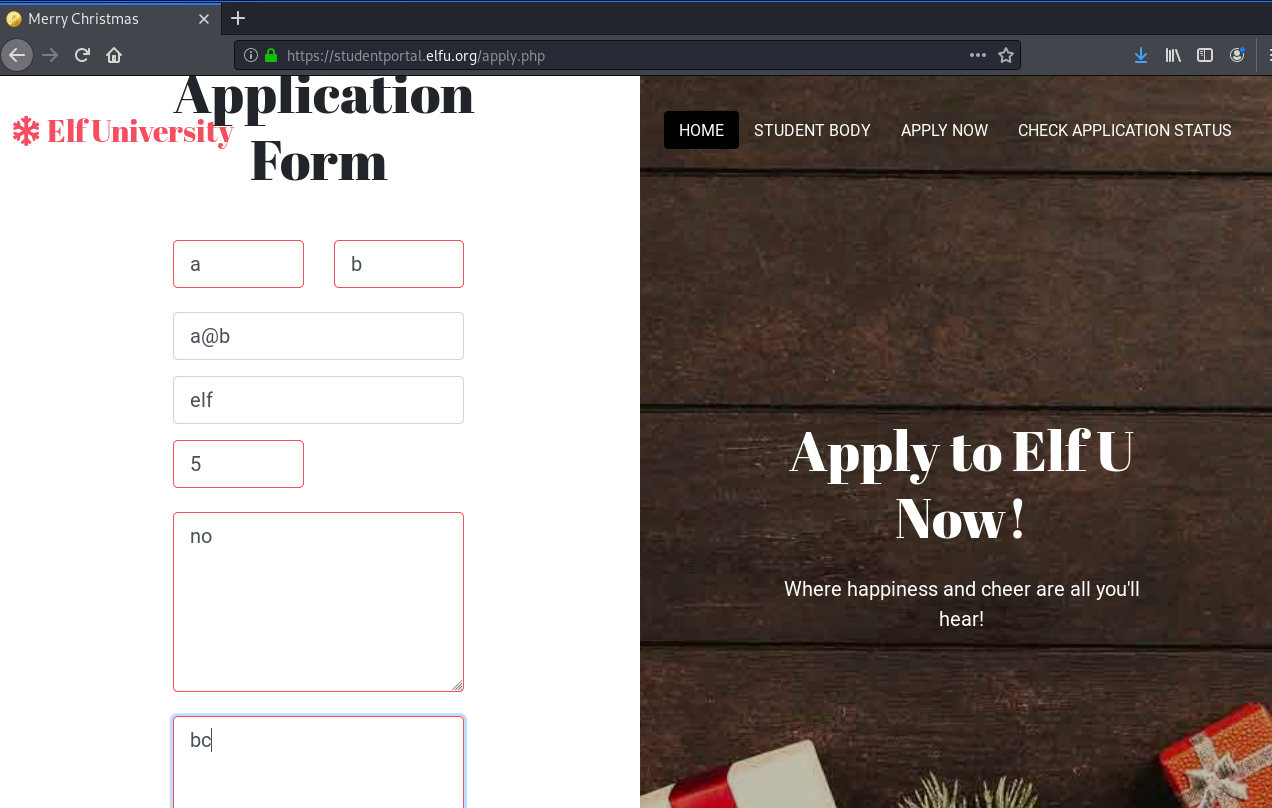 Merry Christmas
https://studentportal.elfu.org/apply.php
Application
Form
Elf University
HOME STUDENT BODY APPLY NOW CHECK APPLICATION STATUS
a b
a@b
elf
5
no
bc
Apply to Elf U
Now!
Where happiness and cheer are all you'll
hear!